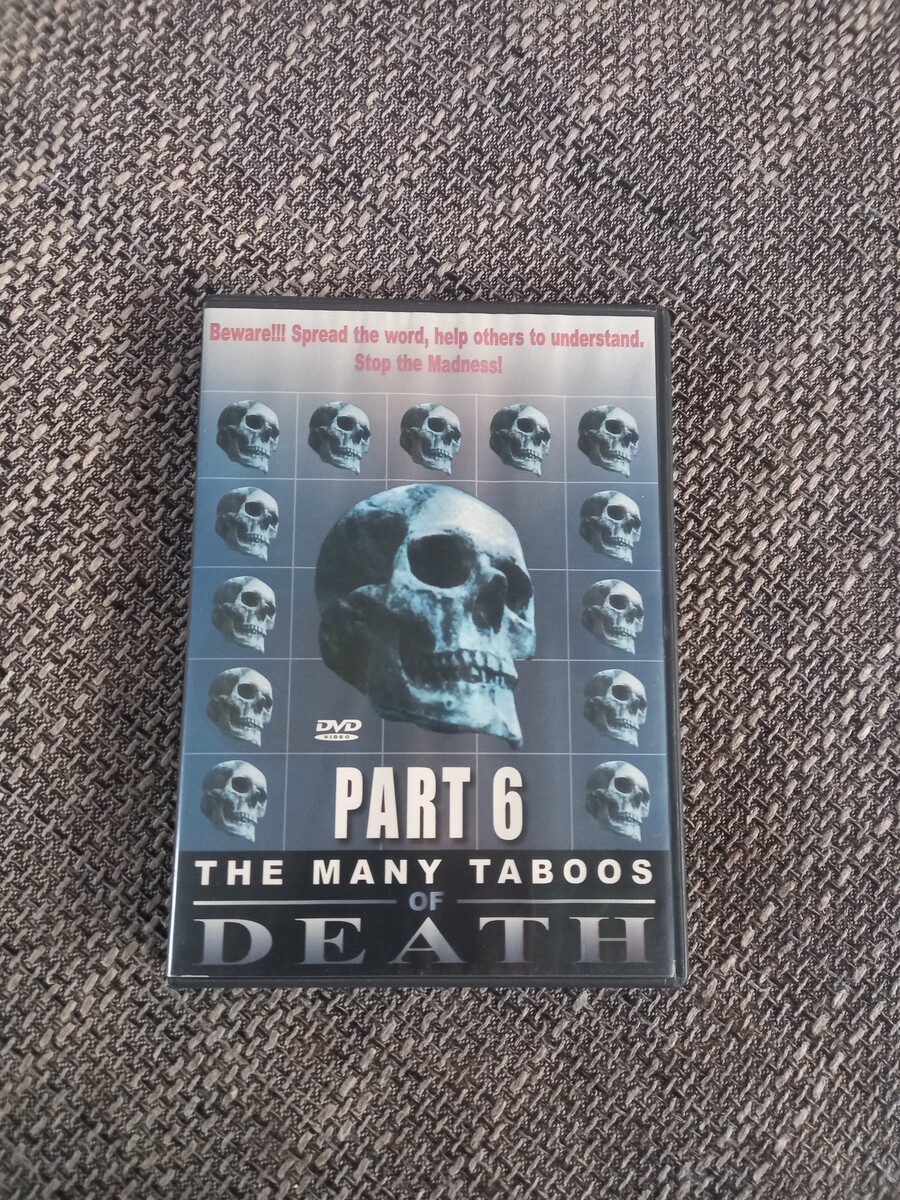 Beware!!! Spread the word, help others to understand.
Stop the Madness!
DVD
VIDEO
PART 6
THE MANY TABOOS
OF
DEATH